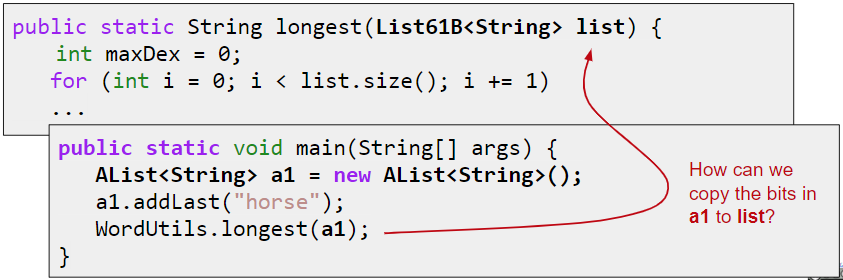 public static String longest(List61B<String> list) {
int maxDex = 0;
for (int i = 0; i < list.size(); i += 1)
...
public static void main(String[] args) {
AList<String> a1 = new AList<String>();
a1.addLast("horse");
WordUtils.longest(a1);
}
How can we
copy the bits in
a1 to list?